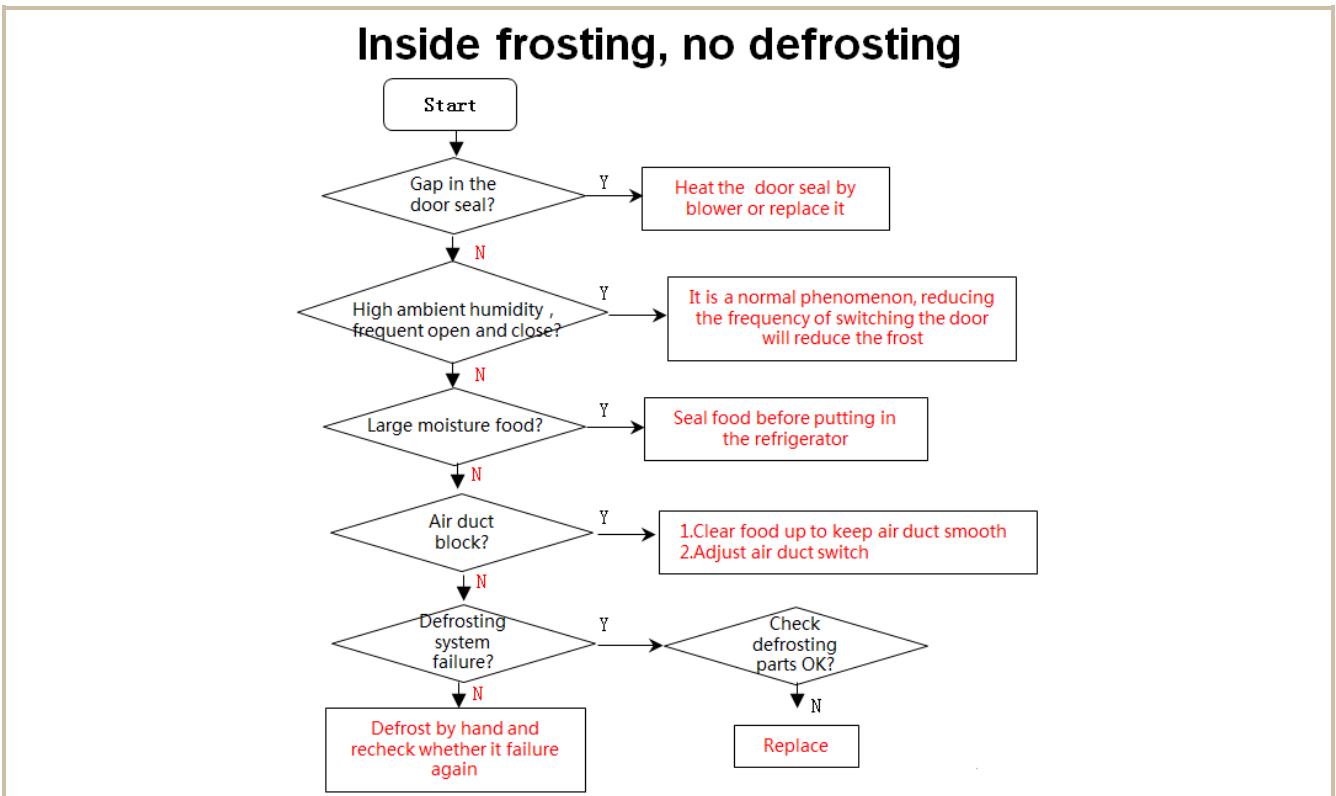 Inside frosting, no defrosting
Start
Gap in the
door seal?
Y
Heat the door seal by
blower or replace it
N
High ambient humidity ,
frequent open and close?
Y
It is a normal phenomenon, reducing
the frequency of switching the door
will reduce the frost
N
Large moisture food?
Y
Seal food before putting in
the refrigerator
N
Air duct
block?
Y
1.Clear food up to keep air duct smooth
2.Adjust air duct switch
N
Defrosting
system
failure?
Y
Check
defrosting
parts OK?
N
Defrost by hand and
recheck whether it failure
again
N
Replace